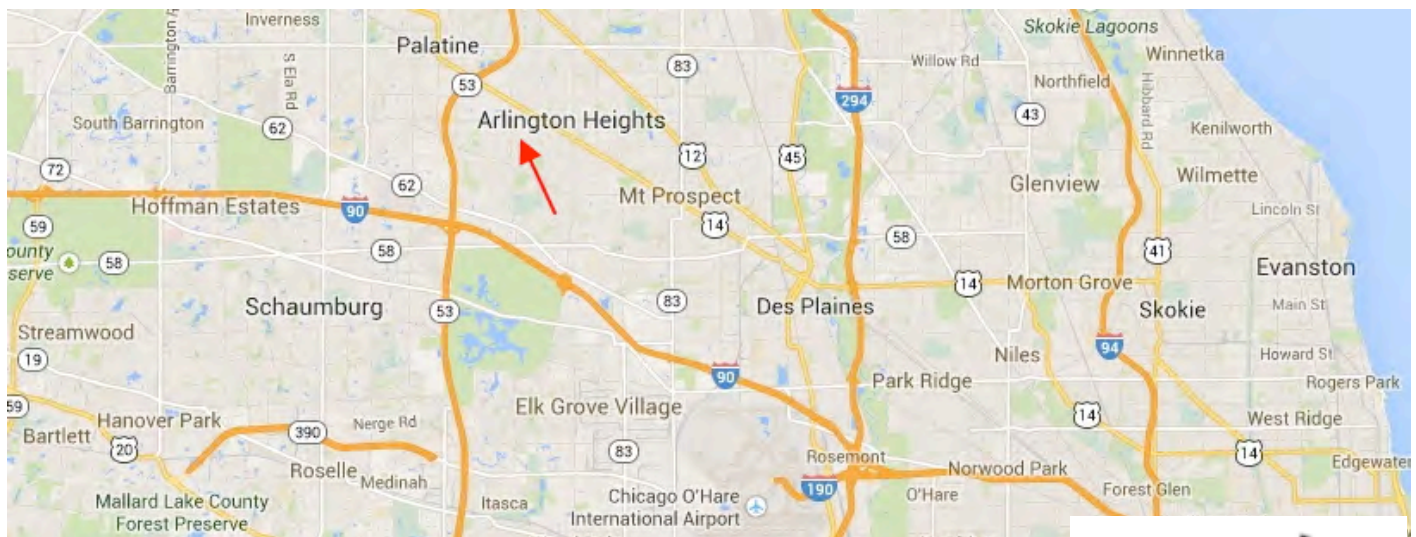 Inverness
Barrington
S Ela Rd
Palatine
83
Willow Rd
Skokie Lagoons
Winnetka
Northfield
Hibbard Rd
53
294
South Barrington
62
Arlington Heights
43
Kenilworth
12
45
72
62
Mt Prospect
Glenview
Wilmette
Hoffman Estates
90
Lincoln St
59
14
58
41
ounty
serve
58
58
Evanston
14
Morton Grove
Schaumburg
53
83
Des Plaines
Skokie
Main St
Streamwood
94
19
Niles
Howard St
90
Park Ridge
Rogers Park
59
Elk Grove Village
Hanover Park
390
Nerge Rd
14
West Ridge
Bartlett
20
83
14
Rosemont
Edgewater
Roselle
Medinah
Norwood Park
190
O'Hare
Forest Glen
Mallard Lake County
Forest Preserve
Itasca
Chicago O'Hare
International Airport